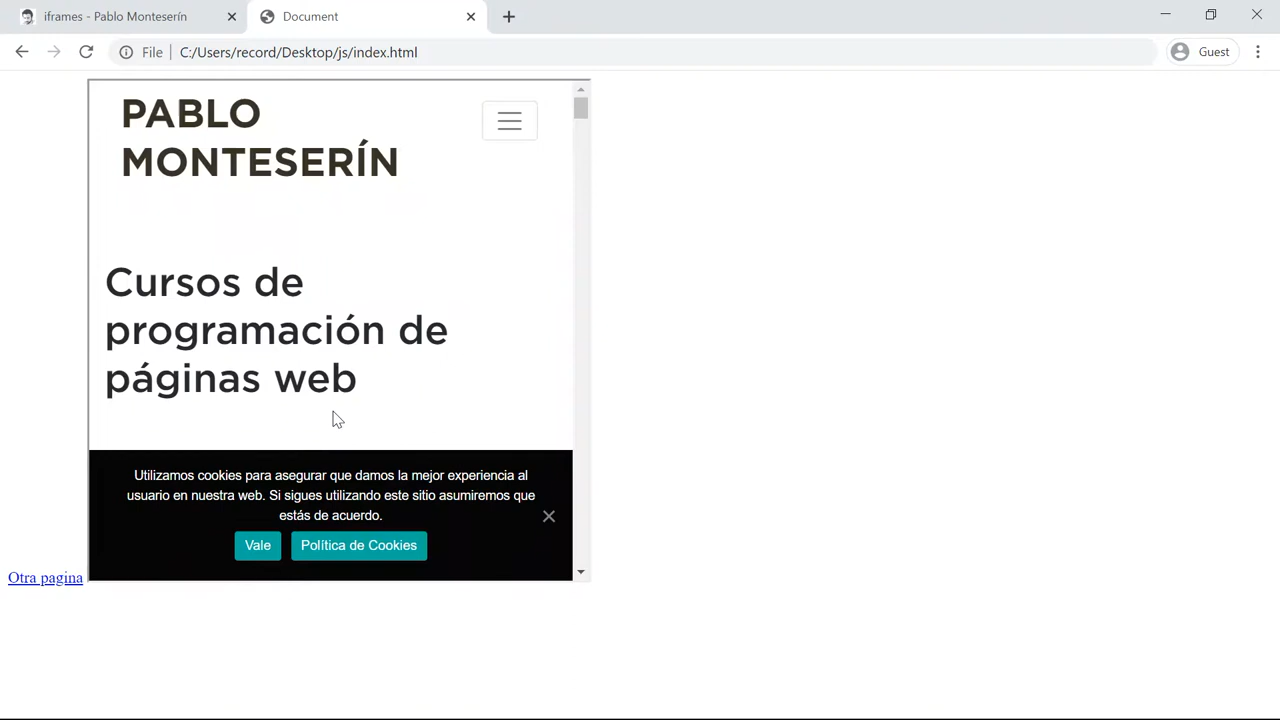 iframes - Pablo Monteserín
Document
File
C:/Users/record/Desktop/js/index.html
Guest
PABLO
MONTESERÍN
Cursos de
programación de
páginas web
Utilizamos cookies para asegurar que damos la mejor experiencia al
usuario en nuestra web. Si sigues utilizando este sitio asumiremos que
estás de acuerdo.
Vale
Política de Cookies
Otra pagina